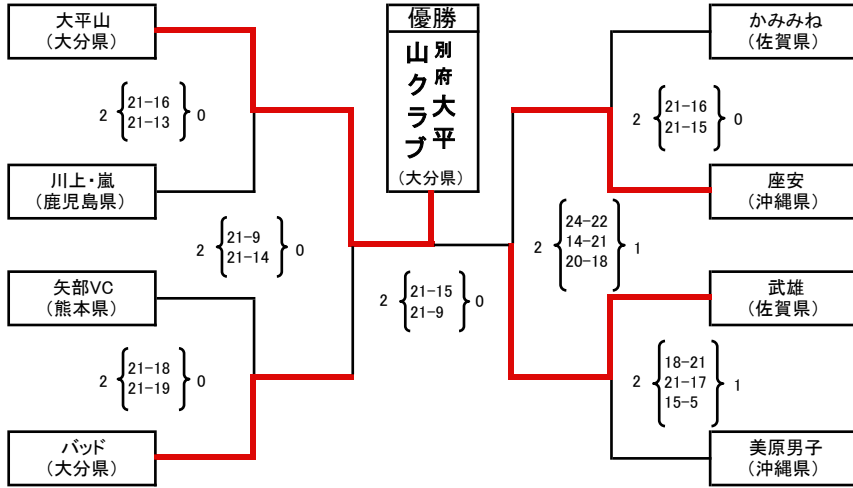 優勝
別府大平
山クラブ
(大分県)
大平山
(大分県)
2 21-16 0
21-13
川上・嵐
(鹿児島県)
2 21-9 0
21-14
矢部VC
(熊本県)
2 21-18 0
21-19
バッド
(大分県)
2 21-15 0
21-9
かみみね
(佐賀県)
2 21-16 0
21-15
座安
(沖縄県)
24-22
2 14-21 1
20-18
武雄
(佐賀県)
18-21
2 21-17 1
15-5
美原男子
(沖縄県)